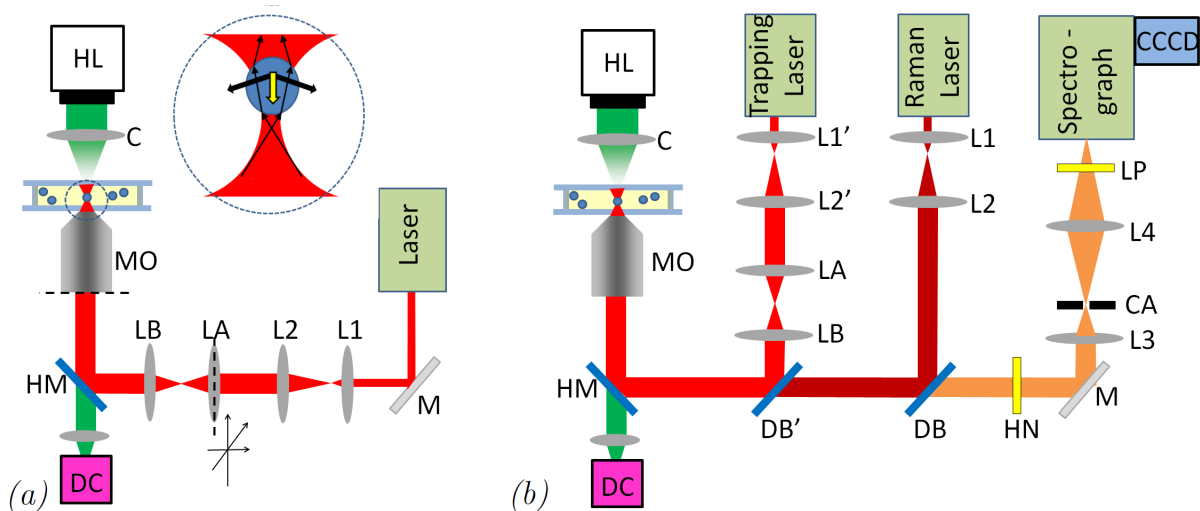 HL
C
MO
Laser
LB
LA
L2
L1
HM
M
DC
(a)
HL
C
MO
HM
DC
Trapping
Laser
L1’
L2’
LA
LB
DB’
Raman
Laser
L1
L2
DB
HN
M
L3
CA
L4
LP
Spectro -
graph
CCCD
(b)